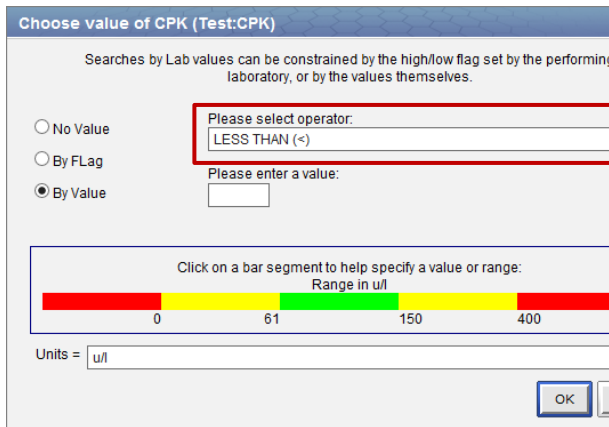 Choose value of CPK (Test:CPK)
Searches by Lab values can be constrained by the high/low flag set by the performing
laboratory, or by the values themselves.
No Value
By FLag
By Value
Please select operator:
LESS THAN (<)
Please enter a value:
Click on a bar segment to help specify a value or range:
Range in u/l
0 61 150 400
Units = u/l
OK